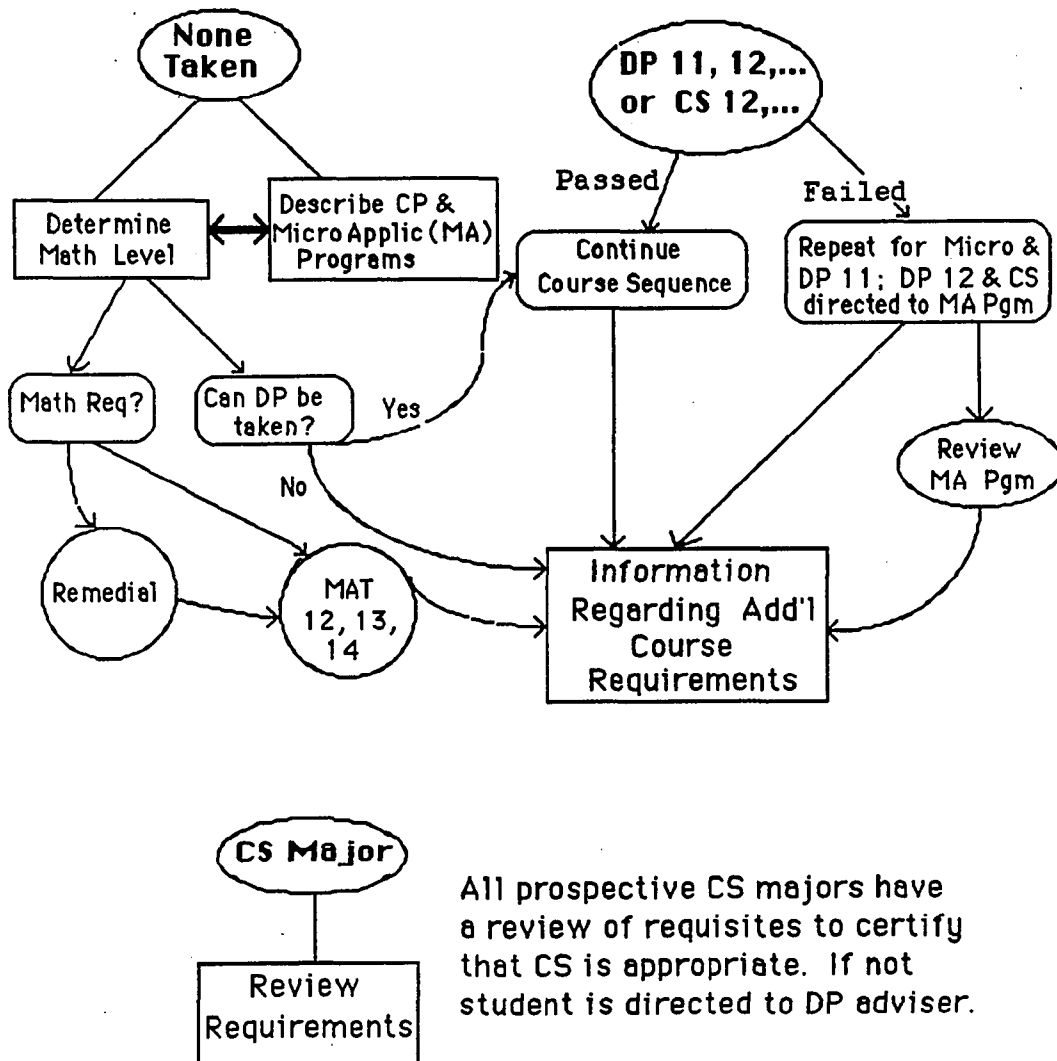 None
Taken
DP 11, 12,...
or CS 12,...
Passed
Failed
Determine
Math Level
Describe CP &
Micro Applic (MA)
Programs
Continue
Course Sequence
Repeat for Micro &
DP 11; DP 12 & CS
directed to MA Pgm
Math Req?
Can DP be
taken?
Yes
No
Review
MA Pgm
Remedial
MAT
12, 13,
14
Information
Regarding Add'l
Course
Requirements
CS Major
Review
Requirements
All prospective CS majors have
a review of requisites to certify
that CS is appropriate. If not
student is directed to DP adviser.